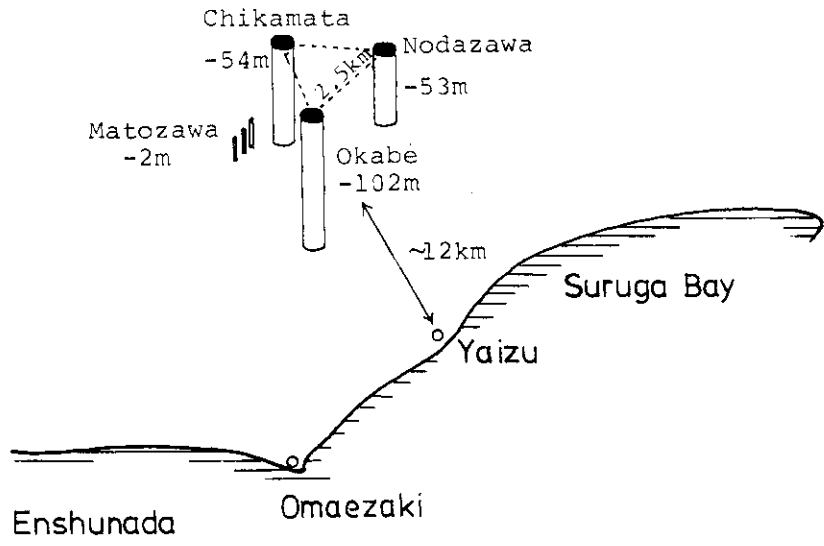 Chikamata
-54m
Nodazawa
-53m
2.5km
Matozawa
-2m
Okabe
-102m
~12km
Suruga Bay
Yaizu
Omaezaki
Enshunada